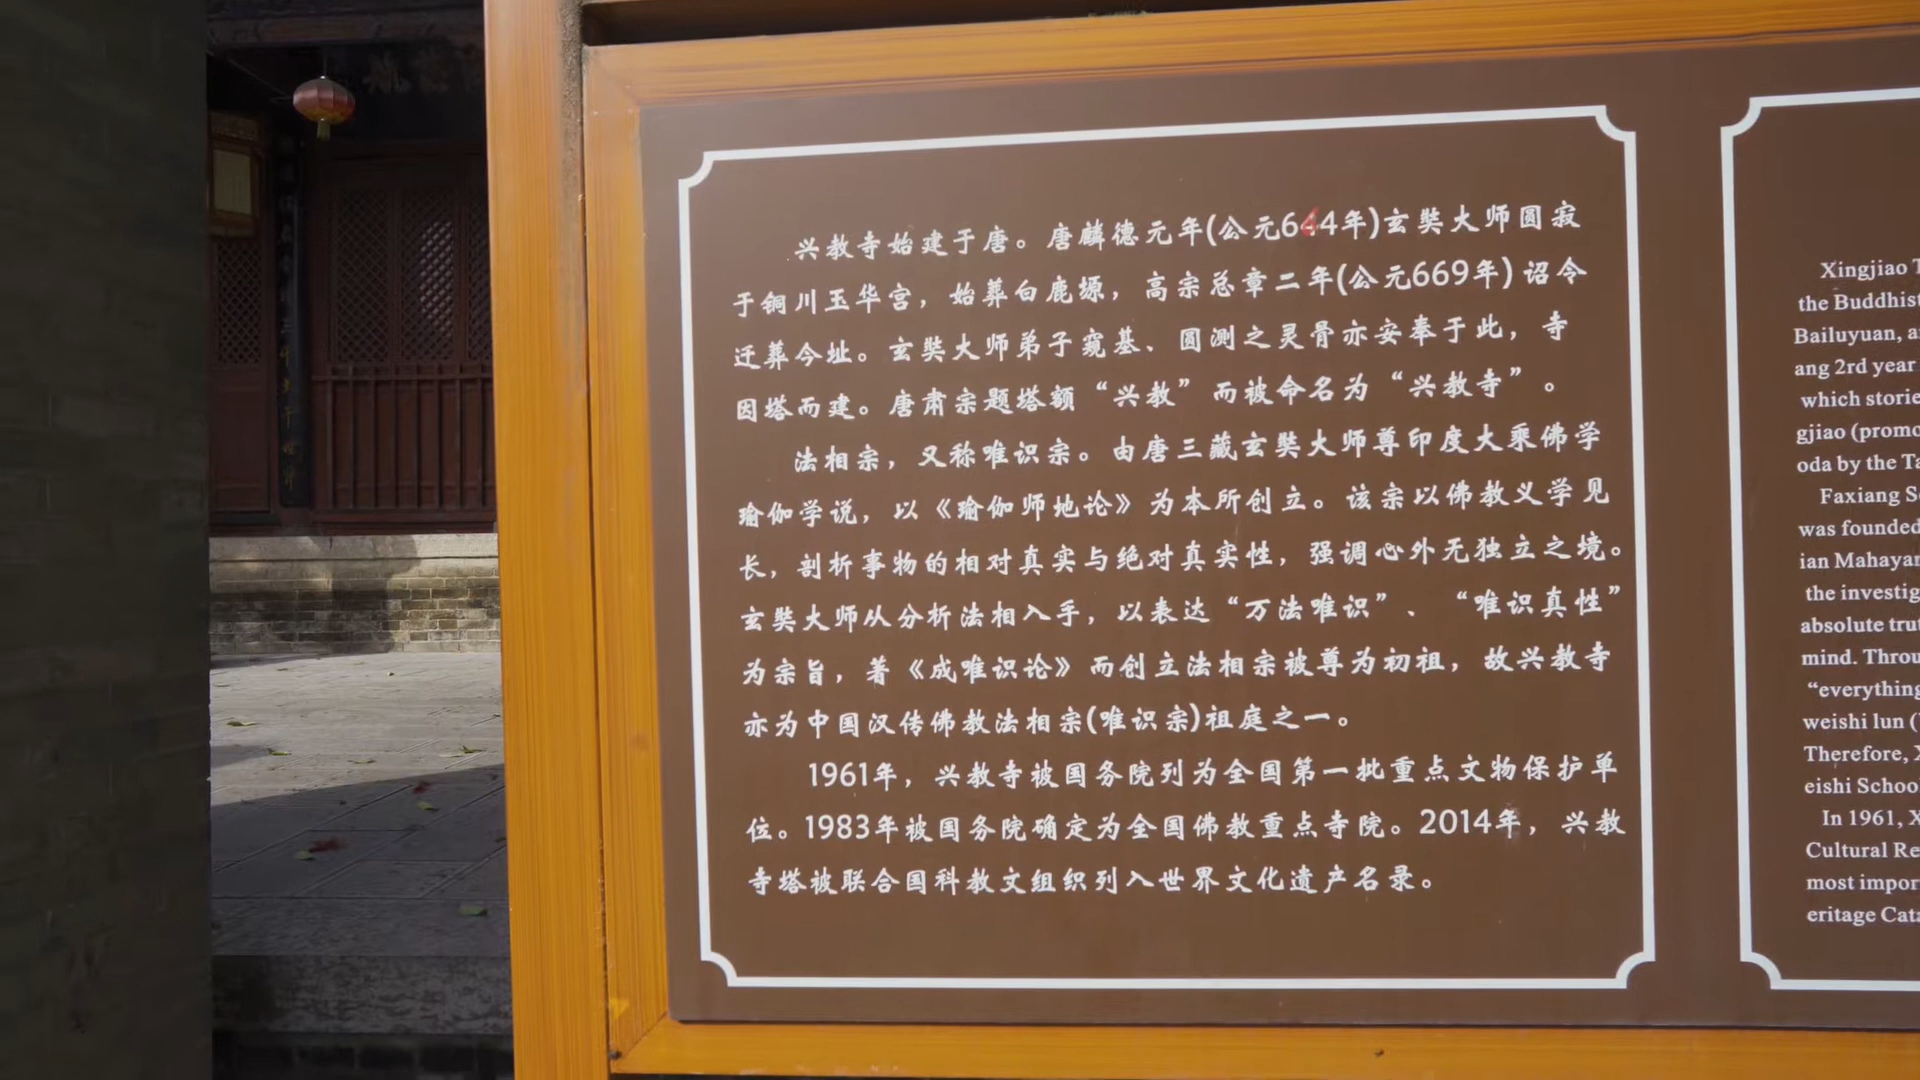 兴教寺始建于唐。唐麟德元年(公元644年)玄奘大师圆寂
于铜川玉华宫，始葬白鹿塬，高宗总章二年(公元669年)诏令
迁葬今址。玄奘大师弟子窥基、圆测之灵骨亦安奉于此，寺
因塔而建。唐肃宗题塔额“兴教”而被命名为“兴教寺”。
法相宗，又称唯识宗。由唐三藏玄奘大师尊印度大乘佛学
瑜伽学说，以《瑜伽师地论》为本所创立。该宗以佛教义学见
长，剖析事物的相对真实与绝对真实性，强调心外无独立之境。
玄奘大师从分析法相入手，以表达“万法唯识”、“唯识真性”
为宗旨，著《成唯识论》而创立法相宗被尊为初祖，故兴教寺
亦为中国汉传佛教法相宗(唯识宗)祖庭之一。
1961年，兴教寺被国务院列为全国第一批重点文物保护单
位。1983年被国务院确定为全国佛教重点寺院。2014年，兴教
寺塔被联合国科教文组织列入世界文化遗产名录。
Xingjiao
the Buddhist
Bailuyuan,
ang 2rd year
which storie
gjiao (promo
oda by the Ta
Faxiang S
was founded
ian Mahayan
the investig
absolute trut
mind. Throu
“everything
weishi lun (
Therefore, X
eishi Schoo
In 1961, X
Cultural Re
most impor
eritage Cata